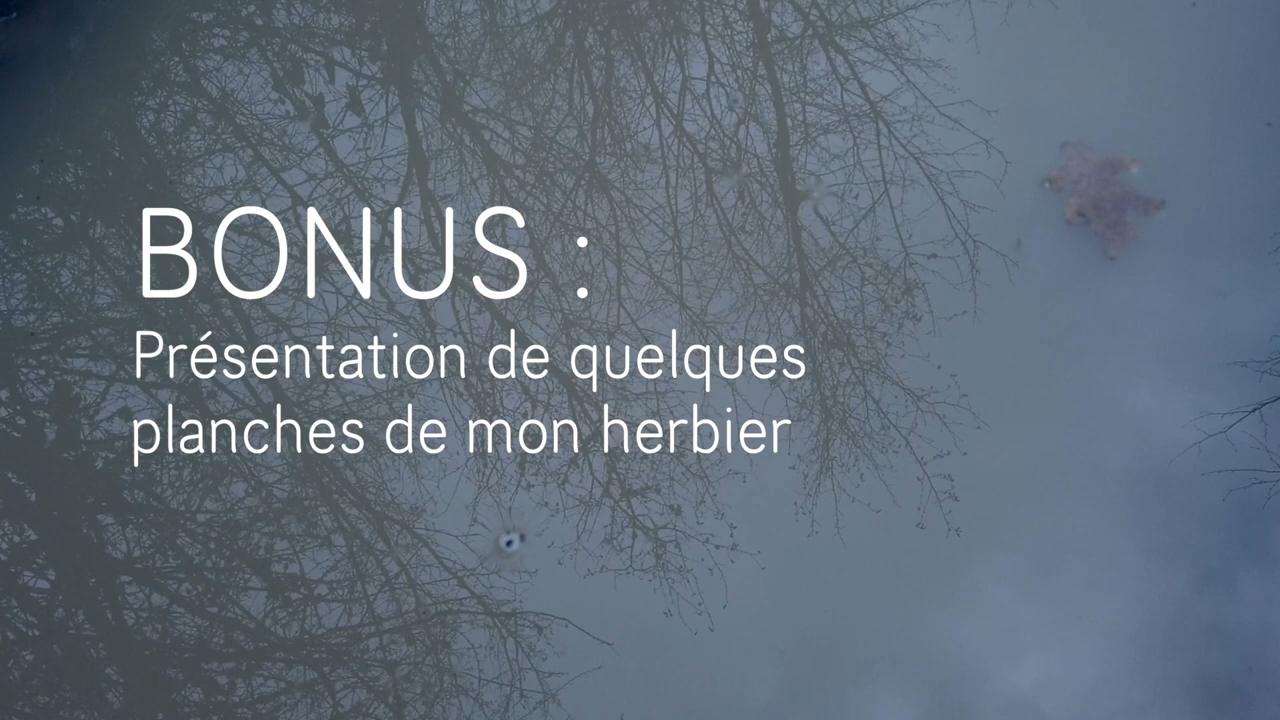 BONUS :
Présentation de quelques
planches de mon herbier